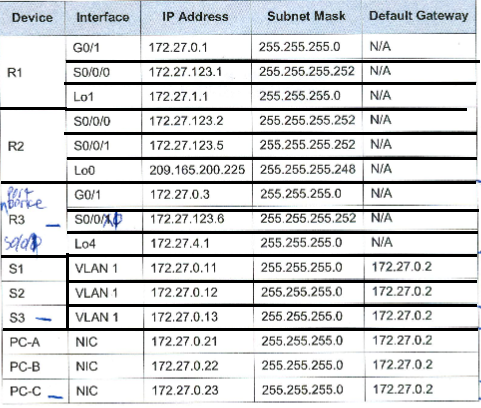 Device Interface IP Address Subnet Mask Default Gateway
G0/1 172.27.0.1 255.255.255.0 N/A
R1 S0/0/0 172.27.123.1 255.255.255.252 N/A
Lo1 172.27.1.1 255.255.255.0 N/A
S0/0/0 172.27.123.2 255.255.255.252 N/A
R2 S0/0/1 172.27.123.5 255.255.255.252 N/A
Lo0 209.165.200.225 255.255.255.248 N/A
Port
G0/1 172.27.0.3 255.255.255.0 N/A
R3 S0/0/ 172.27.123.6 255.255.255.252 N/A
Lo4 172.27.4.1 255.255.255.0 N/A
S1 VLAN 1 172.27.0.11 255.255.255.0 172.27.0.2
S2 VLAN 1 172.27.0.12 255.255.255.0 172.27.0.2
S3 VLAN 1 172.27.0.13 255.255.255.0 172.27.0.2
PC-A NIC 172.27.0.21 255.255.255.0 172.27.0.2
PC-B NIC 172.27.0.22 255.255.255.0 172.27.0.2
PC-C NIC 172.27.0.23 255.255.255.0 172.27.0.2